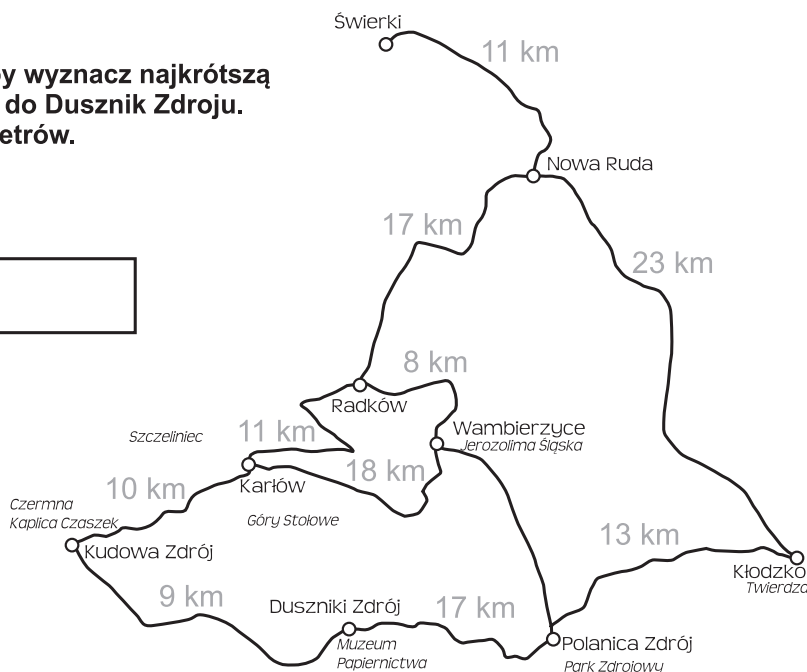 Świerki
11 km
by wyznacz najkrótszą
do Dusznik Zdroju.
etrów.
Nowa Ruda
17 km
23 km
8 km
Radków
Wambierzyce
Jerozolima Śląska
Szczeliniec
11 km
18 km
Karłów
10 km
Góry Stołowe
Czermna
Kaplica Czaszek
Kudowa Zdrój
13 km
Kłodzko
Twierdza
9 km
Duszniki Zdrój
17 km
Muzeum
Papiernictwa
Polanica Zdrój
Park Zdrojowy